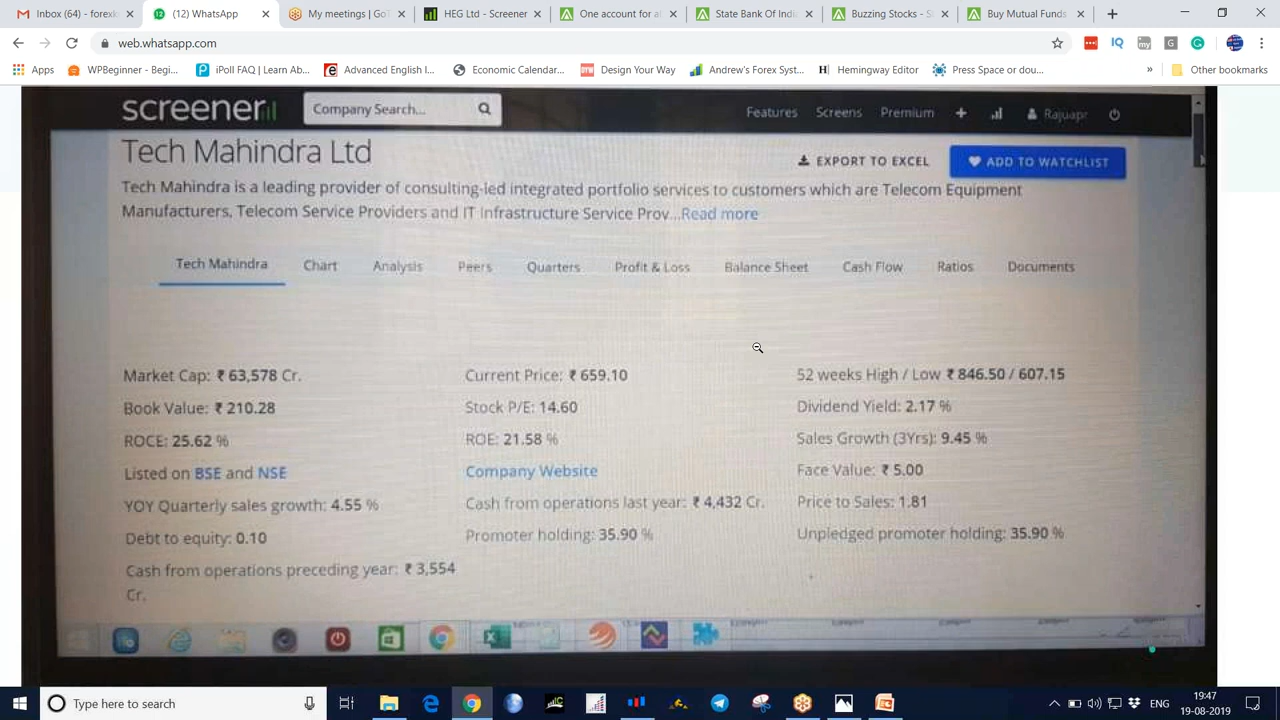 Inbox (64) - forexk
(12) WhatsApp
My meetings | GoT
HEG Ltd - Screener
One account for al
State Bank Of Indi
Buzzing Stocks - S
Buy Mutual Funds
web.whatsapp.com
Apps
WPBeginner - Begi...
iPoll FAQ | Learn Ab...
Advanced English I...
Economic Calendar...
Design Your Way
Andrew's Forex Syst...
Hemingway Editor
Press Space or dou...
»
Other bookmarks
screener
Company Search...
Features
Screens
Premium
Rajuapr
Tech Mahindra Ltd
EXPORT TO EXCEL
ADD TO WATCHLIST
Tech Mahindra is a leading provider of consulting-led integrated portfolio services to customers which are Telecom Equipment
Manufacturers, Telecom Service Providers and IT Infrastructure Service Prov...Read more
Tech Mahindra
Chart
Analysis
Peers
Quarters
Profit & Loss
Balance Sheet
Cash Flow
Ratios
Documents
Market Cap: ₹ 63,578 Cr.
Current Price: ₹ 659.10
52 weeks High / Low ₹ 846.50 / 607.15
Book Value: ₹ 210.28
Stock P/E: 14.60
Dividend Yield: 2.17 %
ROCE: 25.62 %
ROE: 21.58 %
Sales Growth (3Yrs): 9.45 %
Listed on BSE and NSE
Company Website
Face Value: ₹ 5.00
YOY Quarterly sales growth: 4.55 %
Cash from operations last year: ₹ 4,432 Cr.
Price to Sales: 1.81
Debt to equity: 0.10
Promoter holding: 35.90 %
Unpledged promoter holding: 35.90 %
Cash from operations preceding year: ₹ 3,554
Cr.
Type here to search
ENG
19:47
19-08-2019